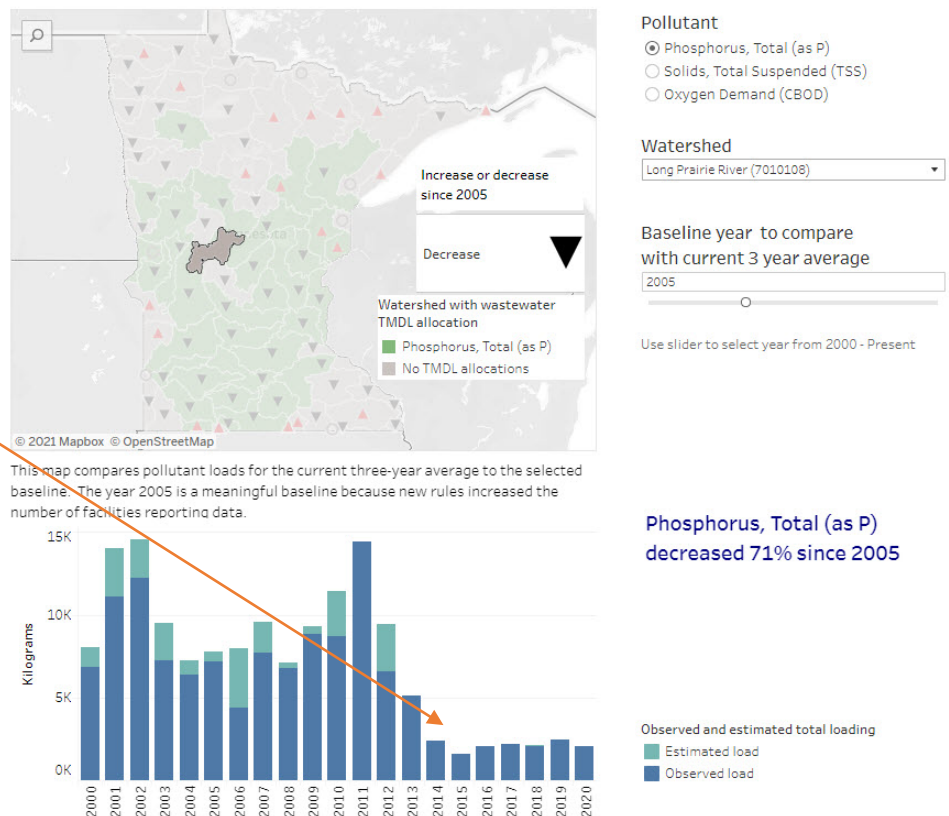 Pollutant
Phosphorus, Total (as P)
Solids, Total Suspended (TSS)
Oxygen Demand (CBOD)
Watershed
Long Prairie River (7010108)
Baseline year to compare
with current 3 year average
2005
Use slider to select year from 2000 - Present
Increase or decrease
since 2005
Decrease
Watershed with wastewater
TMDL allocation
Phosphorus, Total (as P)
No TMDL allocations
© 2021 Mapbox © OpenStreetMap
This map compares pollutant loads for the current three-year average to the selected
baseline. The year 2005 is a meaningful baseline because new rules increased the
number of facilities reporting data.
Phosphorus, Total (as P)
decreased 71% since 2005
15K
10K
5K
0K
Kilograms
2000 2001 2002 2003 2004 2005 2006 2007 2008 2009 2010 2011 2012 2013 2014 2015 2016 2017 2018 2019 2020
Observed and estimated total loading
Estimated load
Observed load